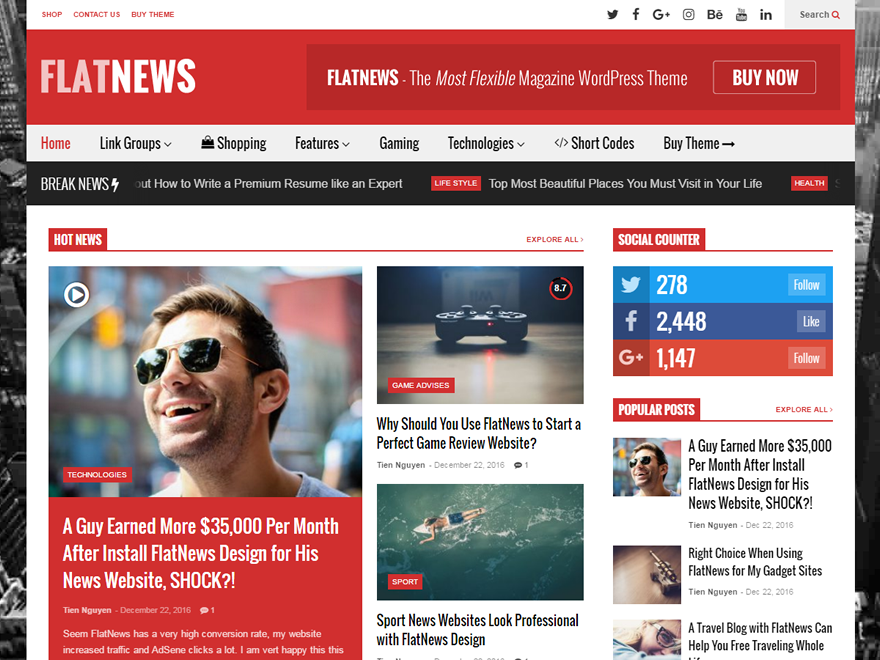 SHOP CONTACT US BUY THEME
Search
FLATNEWS
FLATNEWS - The Most Flexible Magazine WordPress Theme
BUY NOW
Home Link Groups Shopping Features Gaming Technologies </> Short Codes Buy Theme
BREAK NEWS
out How to Write a Premium Resume like an Expert
LIFE STYLE
Top Most Beautiful Places You Must Visit in Your Life
HEALTH
HOT NEWS
EXPLORE ALL ›
TECHNOLOGIES
A Guy Earned More $35,000 Per Month
After Install FlatNews Design for His
News Website, SHOCK?!
Tien Nguyen - December 22, 2016 1
Seem FlatNews has a very high conversion rate, my website
increased traffic and AdSense clicks a lot. I am vert happy this this
8.7
GAME ADVISES
Why Should You Use FlatNews to Start a
Perfect Game Review Website?
Tien Nguyen - December 22, 2016 1
SPORT
Sport News Websites Look Professional
with FlatNews Design
SOCIAL COUNTER
278 Follow
2,448 Like
1,147 Follow
POPULAR POSTS
EXPLORE ALL ›
A Guy Earned More $35,000
Per Month After Install
FlatNews Design for His
News Website, SHOCK?!
Tien Nguyen - Dec 22, 2016
Right Choice When Using
FlatNews for My Gadget Sites
Tien Nguyen - Dec 22, 2016
A Travel Blog with FlatNews Can
Help You Free Traveling Whole